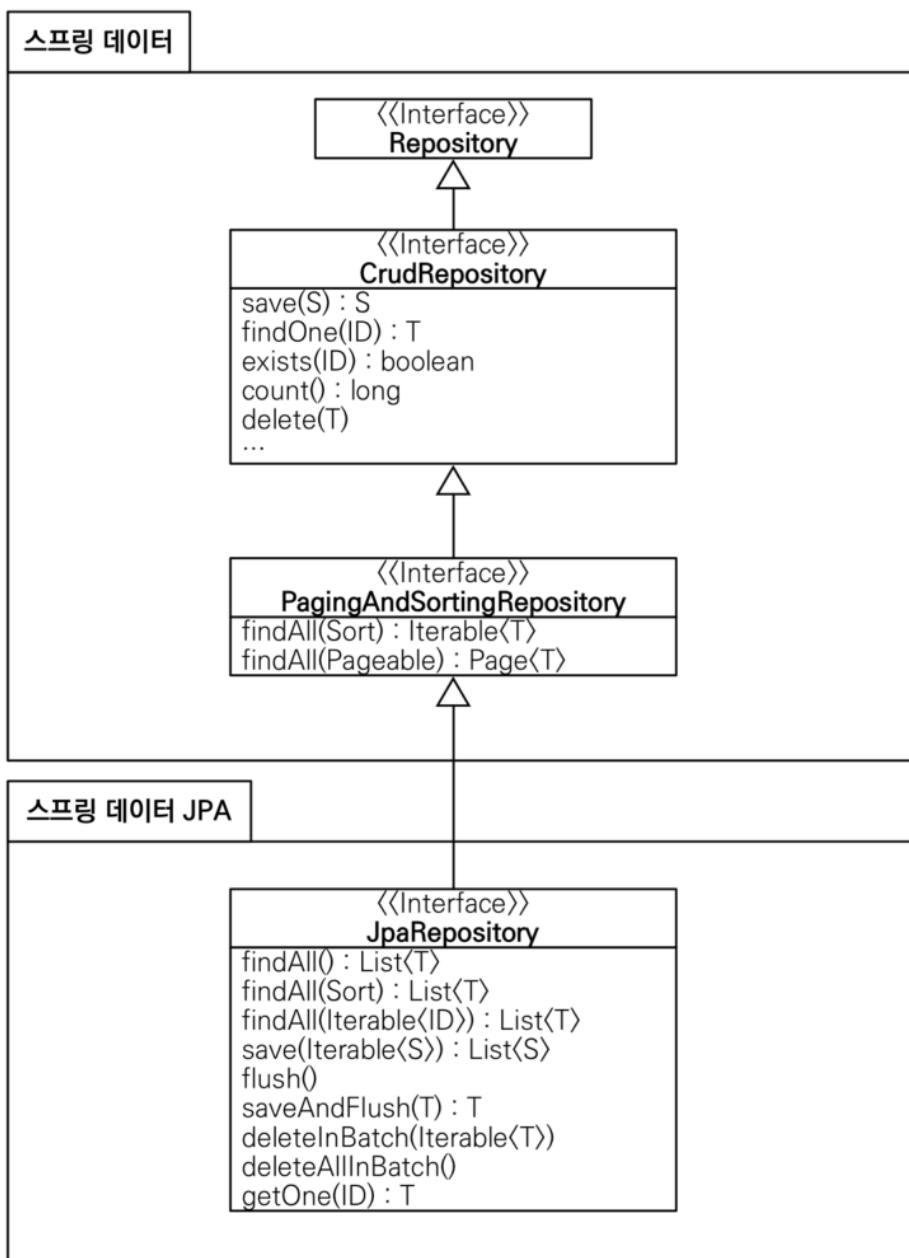 스프링 데이터
〈〈Interface〉〉
Repository
〈〈Interface〉〉
CrudRepository
save(S) : S
findOne(ID) : T
exists(ID) : boolean
count() : long
delete(T)
...
〈〈Interface〉〉
PagingAndSortingRepository
findAll(Sort) : Iterable〈T〉
findAll(Pageable) : Page〈T〉
스프링 데이터 JPA
〈〈Interface〉〉
JpaRepository
findAll() : List〈T〉
findAll(Sort) : List〈T〉
findAll(Iterable〈ID〉) : List〈T〉
save(Iterable〈S〉) : List〈S〉
flush()
saveAndFlush(T) : T
deleteInBatch(Iterable〈T〉)
deleteAllInBatch()
getOne(ID) : T